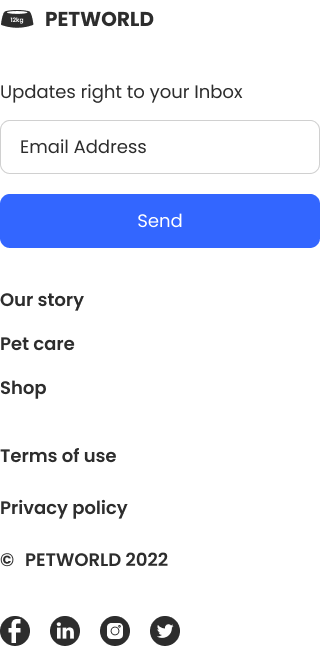 12kg
PETWORLD
Updates right to your Inbox
Email Address
Send
Our story
Pet care
Shop
Terms of use
Privacy policy
© PETWORLD 2022